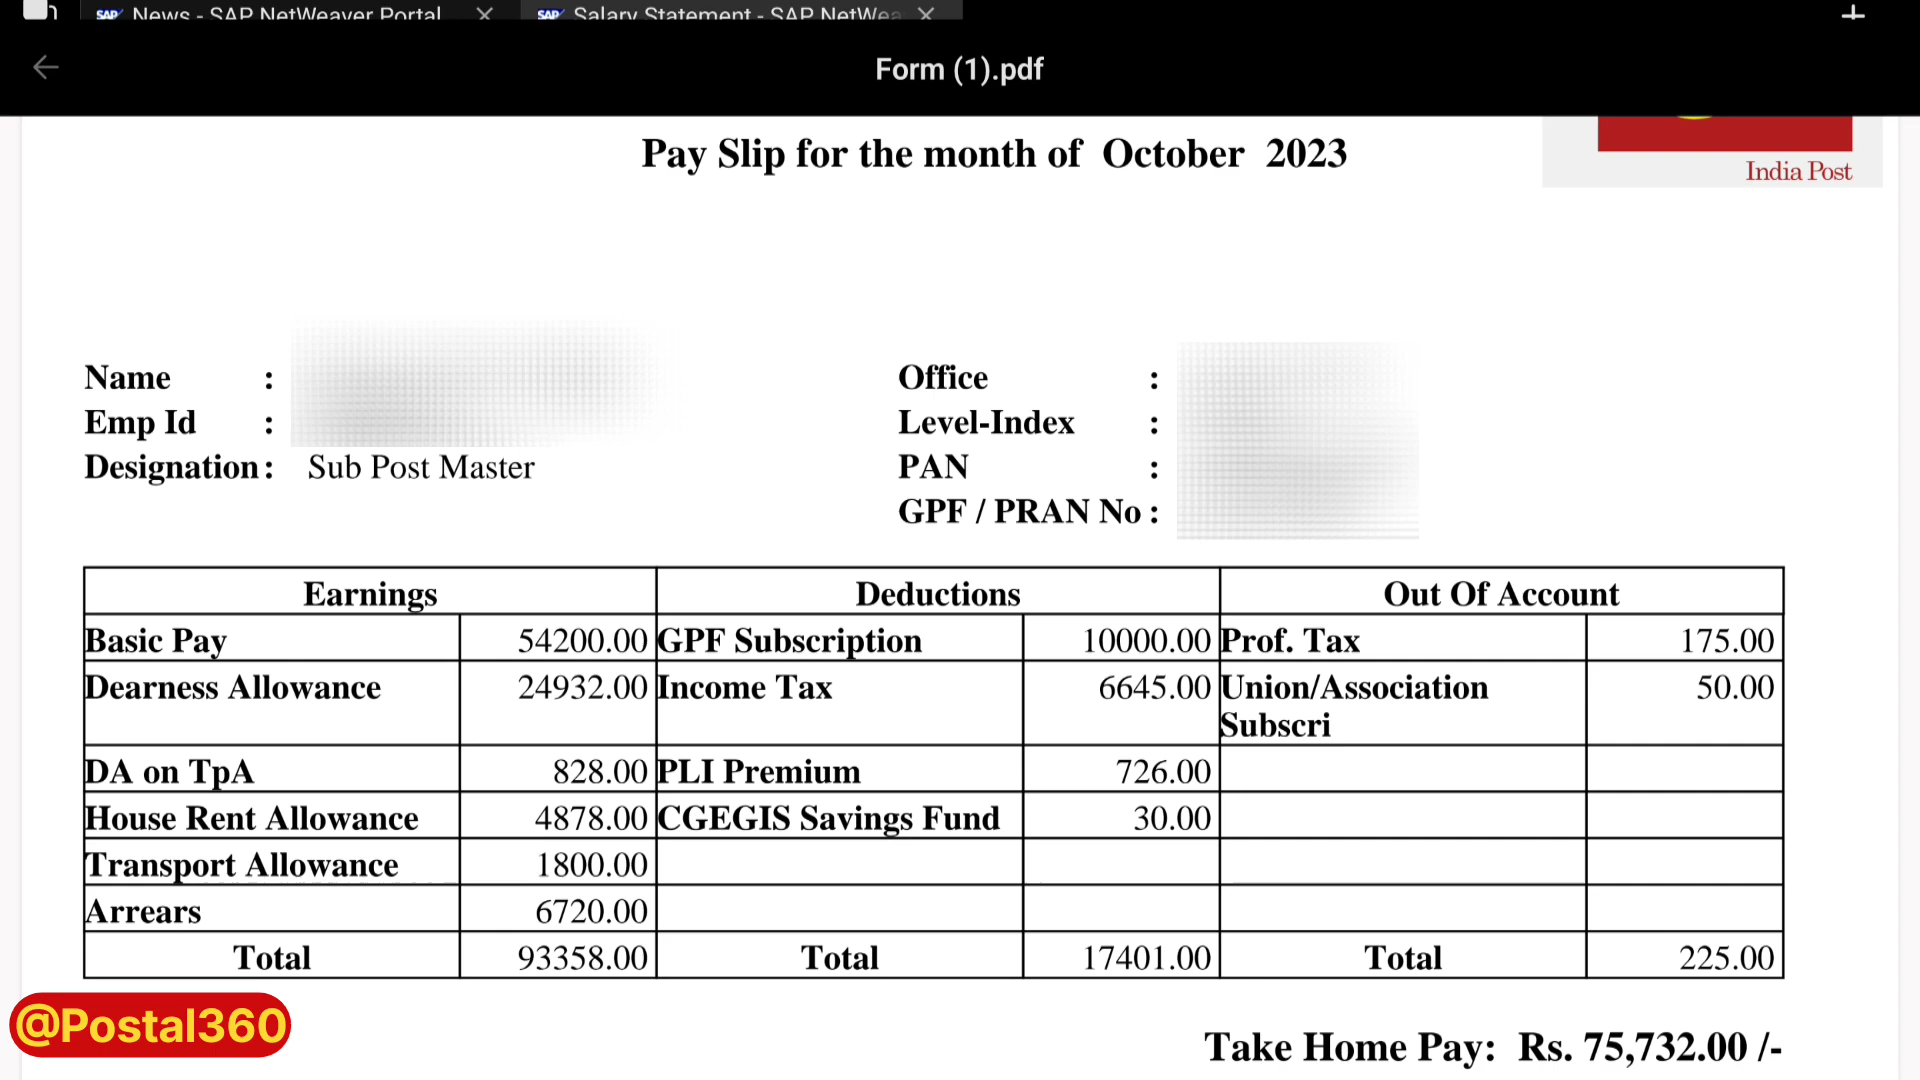 News - SAP NetWeaver Portal
Salary Statement - SAP NetWea
Form (1).pdf
Pay Slip for the month of October 2023
India Post
Name :
Emp Id :
Designation : Sub Post Master
Office :
Level-Index :
PAN :
GPF / PRAN No :
Earnings Deductions Out Of Account
Basic Pay 54200.00 GPF Subscription 10000.00 Prof. Tax 175.00
Dearness Allowance 24932.00 Income Tax 6645.00 Union/Association 50.00
Subscri
DA on TpA 828.00 PLI Premium 726.00
House Rent Allowance 4878.00 CGEGIS Savings Fund 30.00
Transport Allowance 1800.00
Arrears 6720.00
Total 93358.00 Total 17401.00 Total 225.00
@Postal360
Take Home Pay: Rs. 75,732.00 /-